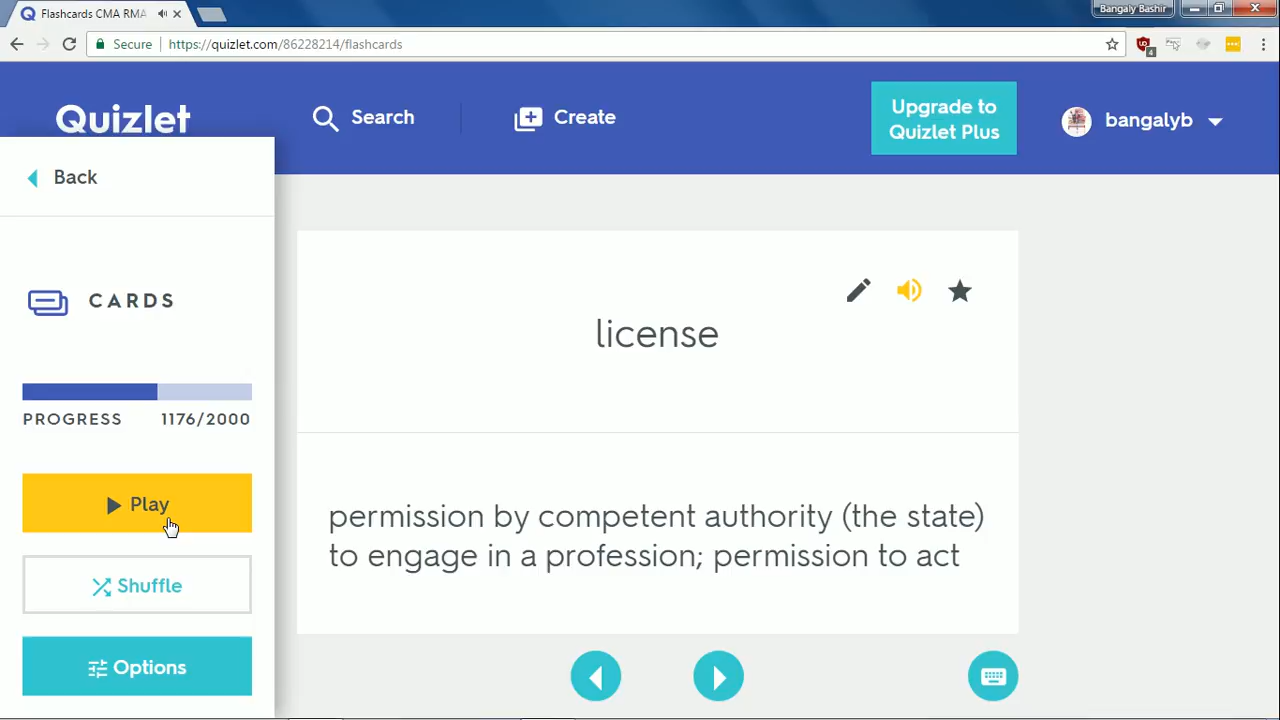 Flashcards CMA RMA
Bangaly Bashir
Secure
https://quizlet.com/86228214/flashcards
4
Quizlet
Search
Create
Upgrade to
Quizlet Plus
bangalyb
Back
CARDS
PROGRESS 1176/2000
Play
Shuffle
Options
license
permission by competent authority (the state)
to engage in a profession; permission to act